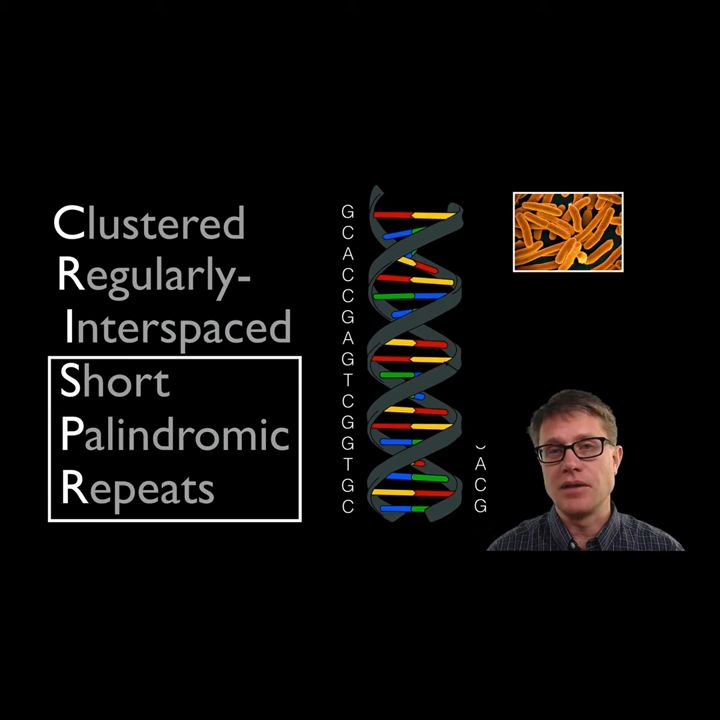 Clustered
Regularly-
Interspaced
Short
Palindromic
Repeats
G
C
A
C
C
G
A
G
T
C
G
G
T
G
C
A
C
G